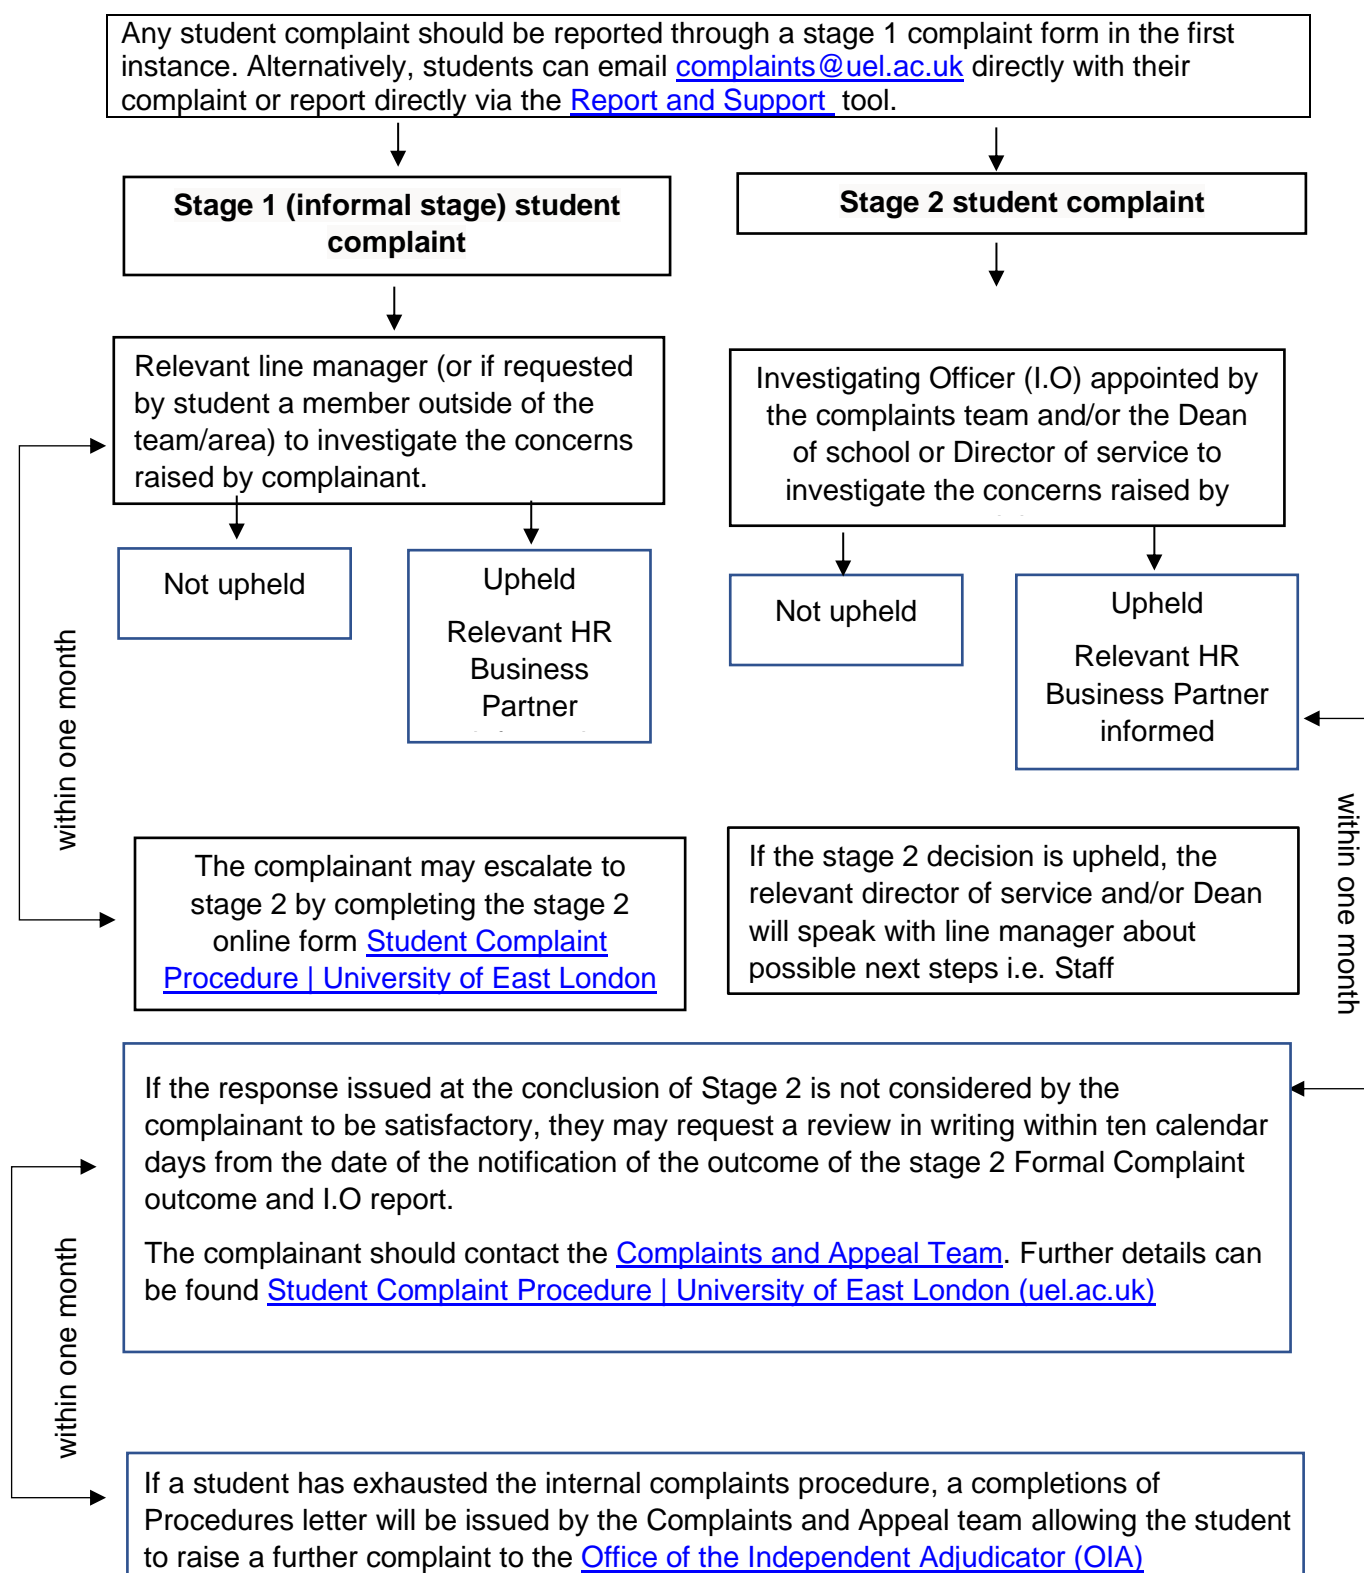 Any student complaint should be reported through a stage 1 complaint form in the first
instance. Alternatively, students can email complaints@uel.ac.uk directly with their
complaint or report directly via the Report and Support tool.
Stage 1 (informal stage) student
complaint
Stage 2 student complaint
Relevant line manager (or if requested
by student a member outside of the
team/area) to investigate the concerns
raised by complainant.
Investigating Officer (I.O) appointed by
the complaints team and/or the Dean
of school or Director of service to
investigate the concerns raised by
Not upheld
Upheld
Relevant HR
Business
Partner
Not upheld
Upheld
Relevant HR
Business Partner
informed
within one month
within one month
The complainant may escalate to
stage 2 by completing the stage 2
online form Student Complaint
Procedure | University of East London
If the stage 2 decision is upheld, the
relevant director of service and/or Dean
will speak with line manager about
possible next steps i.e. Staff
If the response issued at the conclusion of Stage 2 is not considered by the
complainant to be satisfactory, they may request a review in writing within ten calendar
days from the date of the notification of the outcome of the stage 2 Formal Complaint
outcome and I.O report.
The complainant should contact the Complaints and Appeal Team. Further details can
be found Student Complaint Procedure | University of East London (uel.ac.uk)
within one month
If a student has exhausted the internal complaints procedure, a completions of
Procedures letter will be issued by the Complaints and Appeal team allowing the student
to raise a further complaint to the Office of the Independent Adjudicator (OIA)